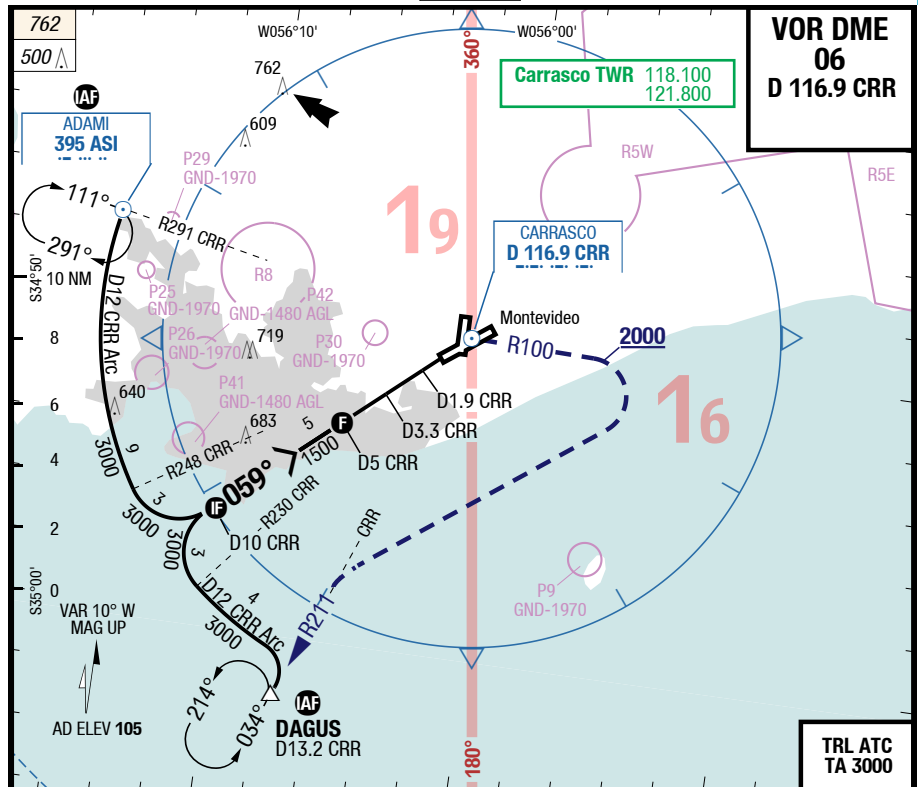 762
500
W056°10'
W056°00'
360°
VOR DME
06
D 116.9 CRR
Carrasco TWR 118.100
121.800
762
609
IAF
ADAMI
395 ASI
P29
GND-1970
R5W
R5E
111°
291°
10 NM
R291 CRR
19
CARRASCO
D 116.9 CRR
R8
S34°50'
D12 CRR Arc
P25
GND-1970
P42
GND-1480 AGL
P26
GND-1970
719
P30
GND-1970
Montevideo
R100
2000
8
640
P41
GND-1480 AGL
683
D1.9 CRR
D3.3 CRR
16
6
9
3000
R248 CRR
5
1500
F
D5 CRR
4
3
3000
IF
059°
D10 CRR
R230 CRR
CRR
2
3000
3
0
S35°00'
4
D12 CRR Arc
3000
R211
P9
GND-1970
VAR 10° W
MAG UP
AD ELEV 105
214°
034°
IAF
DAGUS
D13.2 CRR
180°
TRL ATC
TA 3000